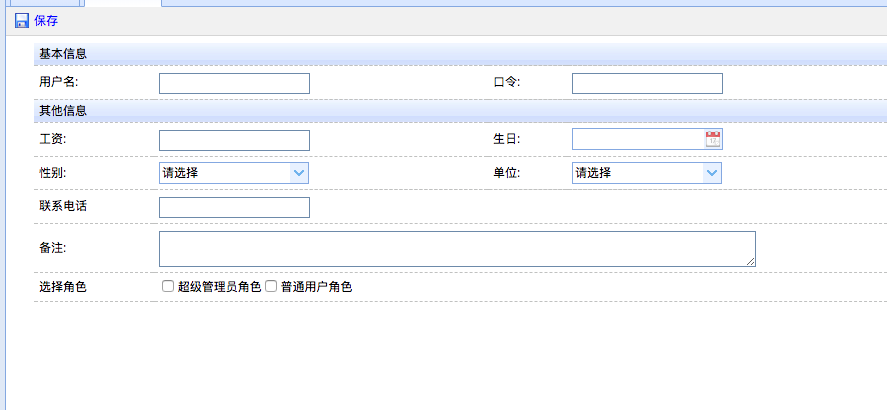 保存
基本信息
用户名: 口令:
其他信息
工资: 生日:
性别: 请选择 单位: 请选择
联系电话
备注:
选择角色 超级管理员角色 普通用户角色